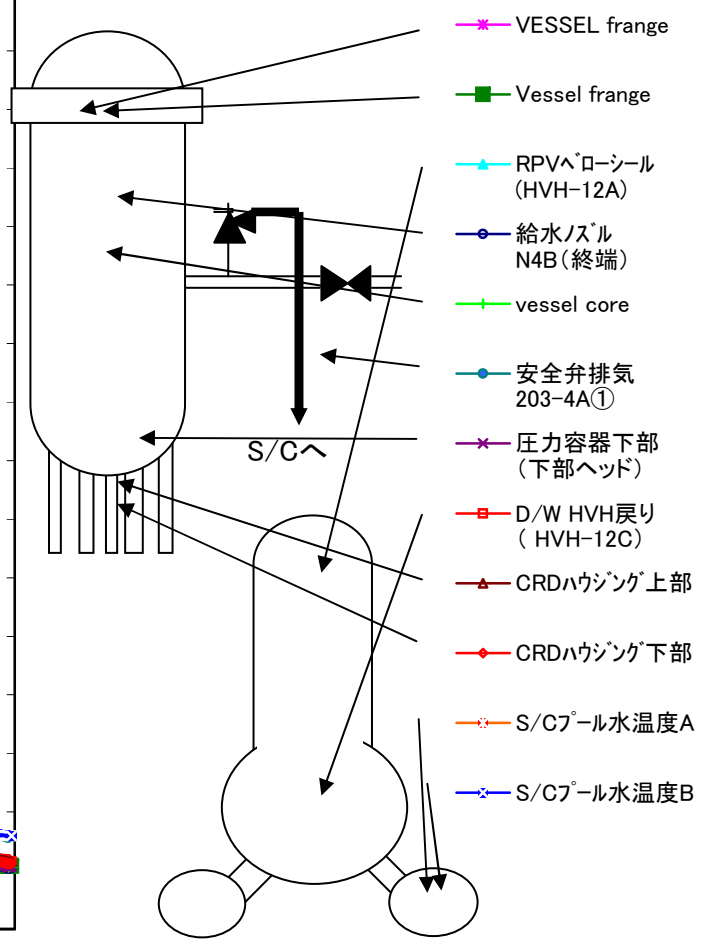 VESSEL frange
Vessel frange
RPVベローシール
(HVH-12A)
給水ノズル
N4B(終端)
vessel core
安全弁排気
203-4A①
圧力容器下部
(下部ヘッド)
D/W HVH戻り
( HVH-12C)
CRDハウジング上部
CRDハウジング下部
S/Cプール水温度A
S/Cプール水温度B
S/Cへ